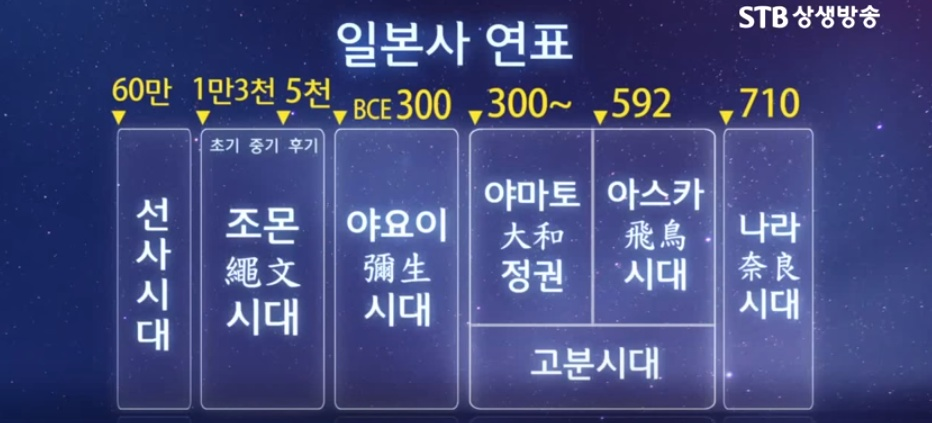 STB 상생방송
일본사 연표
60만 1만3천 5천 BCE 300 300~ 592 710
초기 중기 후기
선사시대
조몬
繩文
시대
야요이
彌生
시대
야마토
大和
정권
아스카
飛鳥
시대
고분시대
나라
奈良
시대